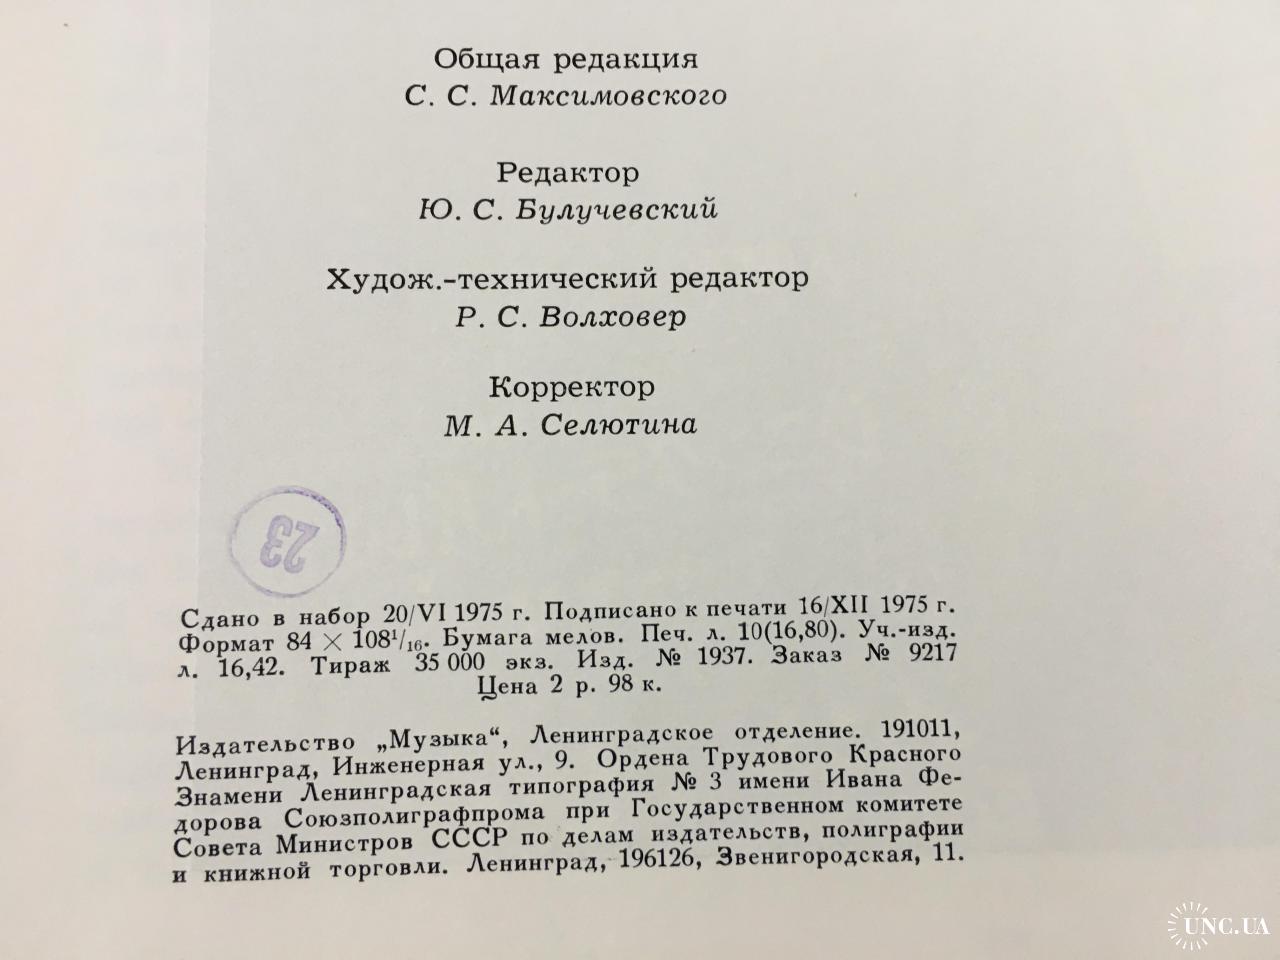 Общая редакция
С. С. Максимовского
Редактор
Ю. С. Булучевский
Худож.-технический редактор
Р. С. Волховер
Корректор
М. А. Селютина
23
Сдано в набор 20/VI 1975 г. Подписано к печати 16/XII 1975 г.
Формат 84 × 108¹/₁₆. Бумага мелов. Печ. л. 10(16,80). Уч.-изд.
л. 16,42. Тираж 35 000 экз. Изд. № 1937. Заказ № 9217
Цена 2 р. 98 к.
Издательство „Музыка“, Ленинградское отделение. 191011,
Ленинград, Инженерная ул., 9. Ордена Трудового Красного
Знамени Ленинградская типография № 3 имени Ивана Фе-
дорова Союзполиграфпрома при Государственном комитете
Совета Министров СССР по делам издательств, полиграфии
и книжной торговли. Ленинград, 196126, Звенигородская, 11.
UNC.UA